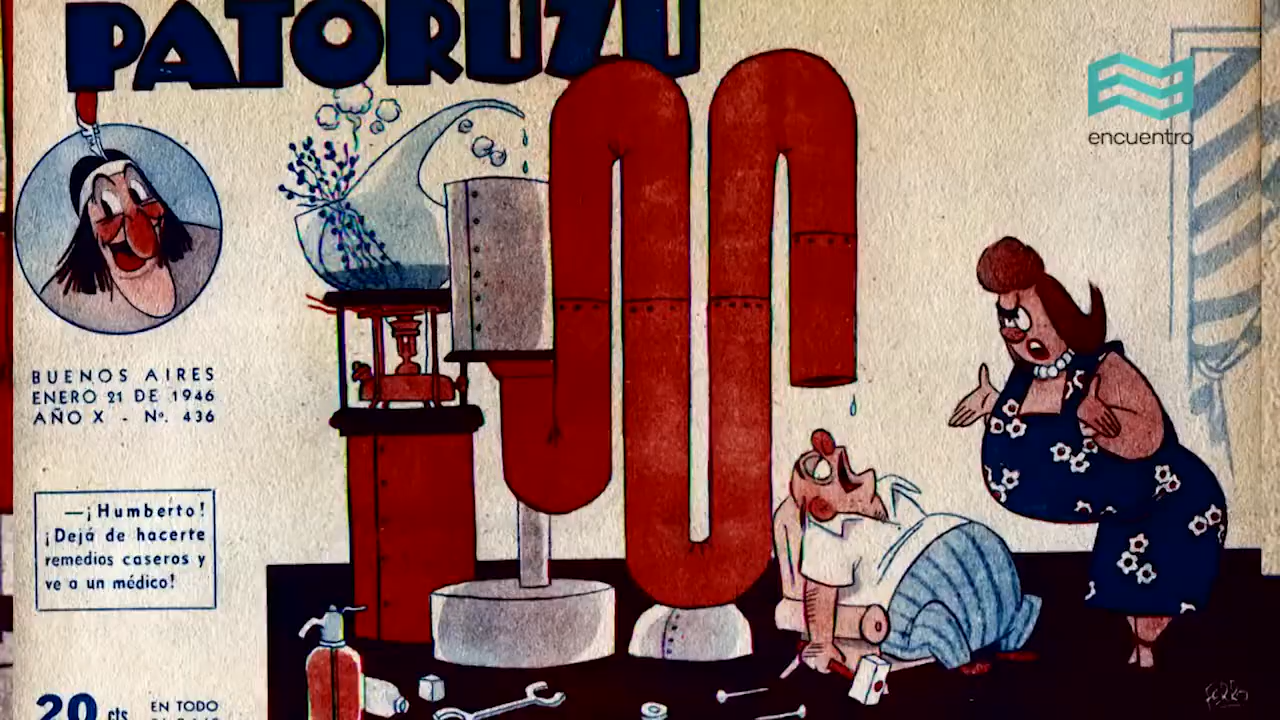 PATORUZU
encuentro
BUENOS AIRES
ENERO 21 DE 1946
AÑO X - Nº. 436
—¡Humberto!
¡Dejá de hacerte
remedios caseros y
ve a un médico!
20 cts.
EN TODO